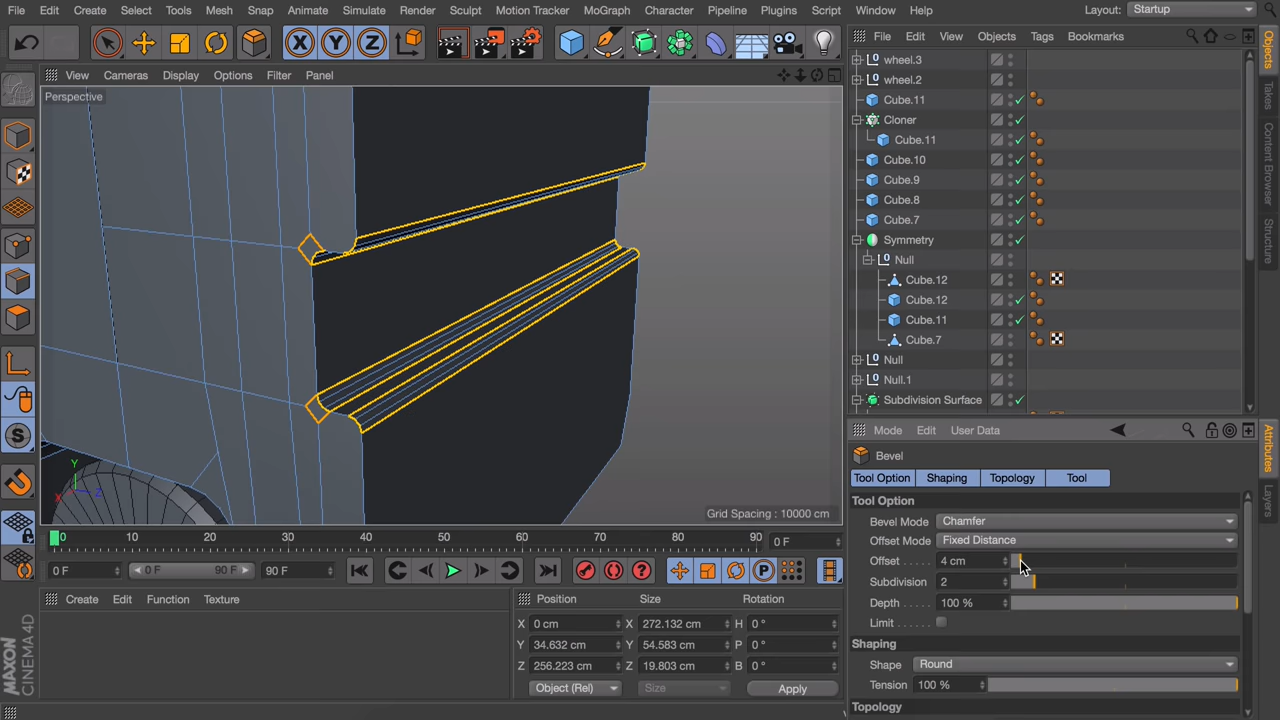 File Edit Create Select Tools Mesh Snap Animate Simulate Render Sculpt Motion Tracker MoGraph Character Pipeline Plugins Script Window Help Layout: Startup
X Y Z
File Edit View Objects Tags Bookmarks
View Cameras Display Options Filter Panel
Perspective
wheel.3
wheel.2
Cube.11
Cloner
Cube.11
Cube.10
Cube.9
Cube.8
Cube.7
Symmetry
Null
Cube.12
Cube.12
Cube.11
Cube.7
Null
Null.1
Subdivision Surface
Objects
Takes
Content Browser
Structure
Y
X Z
Grid Spacing : 10000 cm
Mode Edit User Data
Bevel
Tool Option Shaping Topology Tool
Tool Option
Bevel Mode Chamfer
Offset Mode Fixed Distance
Offset . . . . . 4 cm
Subdivision 2
Depth . . . . . 100 %
Limit . . . . . .
Shaping
Shape Round
Tension 100 %
Topology
Attributes
Layers
0 10 20 30 40 50 60 70 80 90 0 F
0 F 0 F 90 F 90 F
P
Create Edit Function Texture
Position Size Rotation
X 0 cm X 272.132 cm H 0 °
Y 34.632 cm Y 54.583 cm P 0 °
Z 256.223 cm Z 19.803 cm B 0 °
Object (Rel) Size Apply
MAXON
CINEMA 4D
S